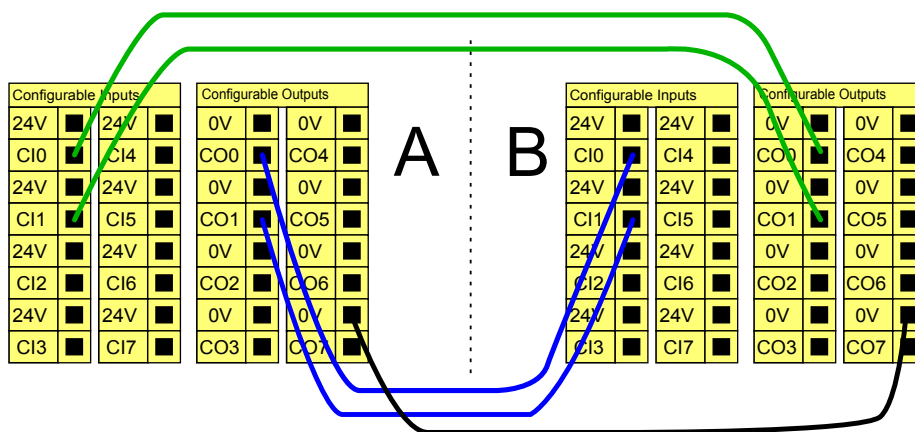 A
B
Configurable Inputs
24V 24V
CI0 CI4
24V 24V
CI1 CI5
24V 24V
CI2 CI6
24V 24V
CI3 CI7
Configurable Outputs
0V 0V
CO0 CO4
0V 0V
CO1 CO5
0V 0V
CO2 CO6
0V 0V
CO3 CO7
Configurable Inputs
24V 24V
CI0 CI4
24V 24V
CI1 CI5
24V 24V
CI2 CI6
24V 24V
CI3 CI7
Configurable Outputs
0V 0V
CO0 CO4
0V 0V
CO1 CO5
0V 0V
CO2 CO6
0V 0V
CO3 CO7